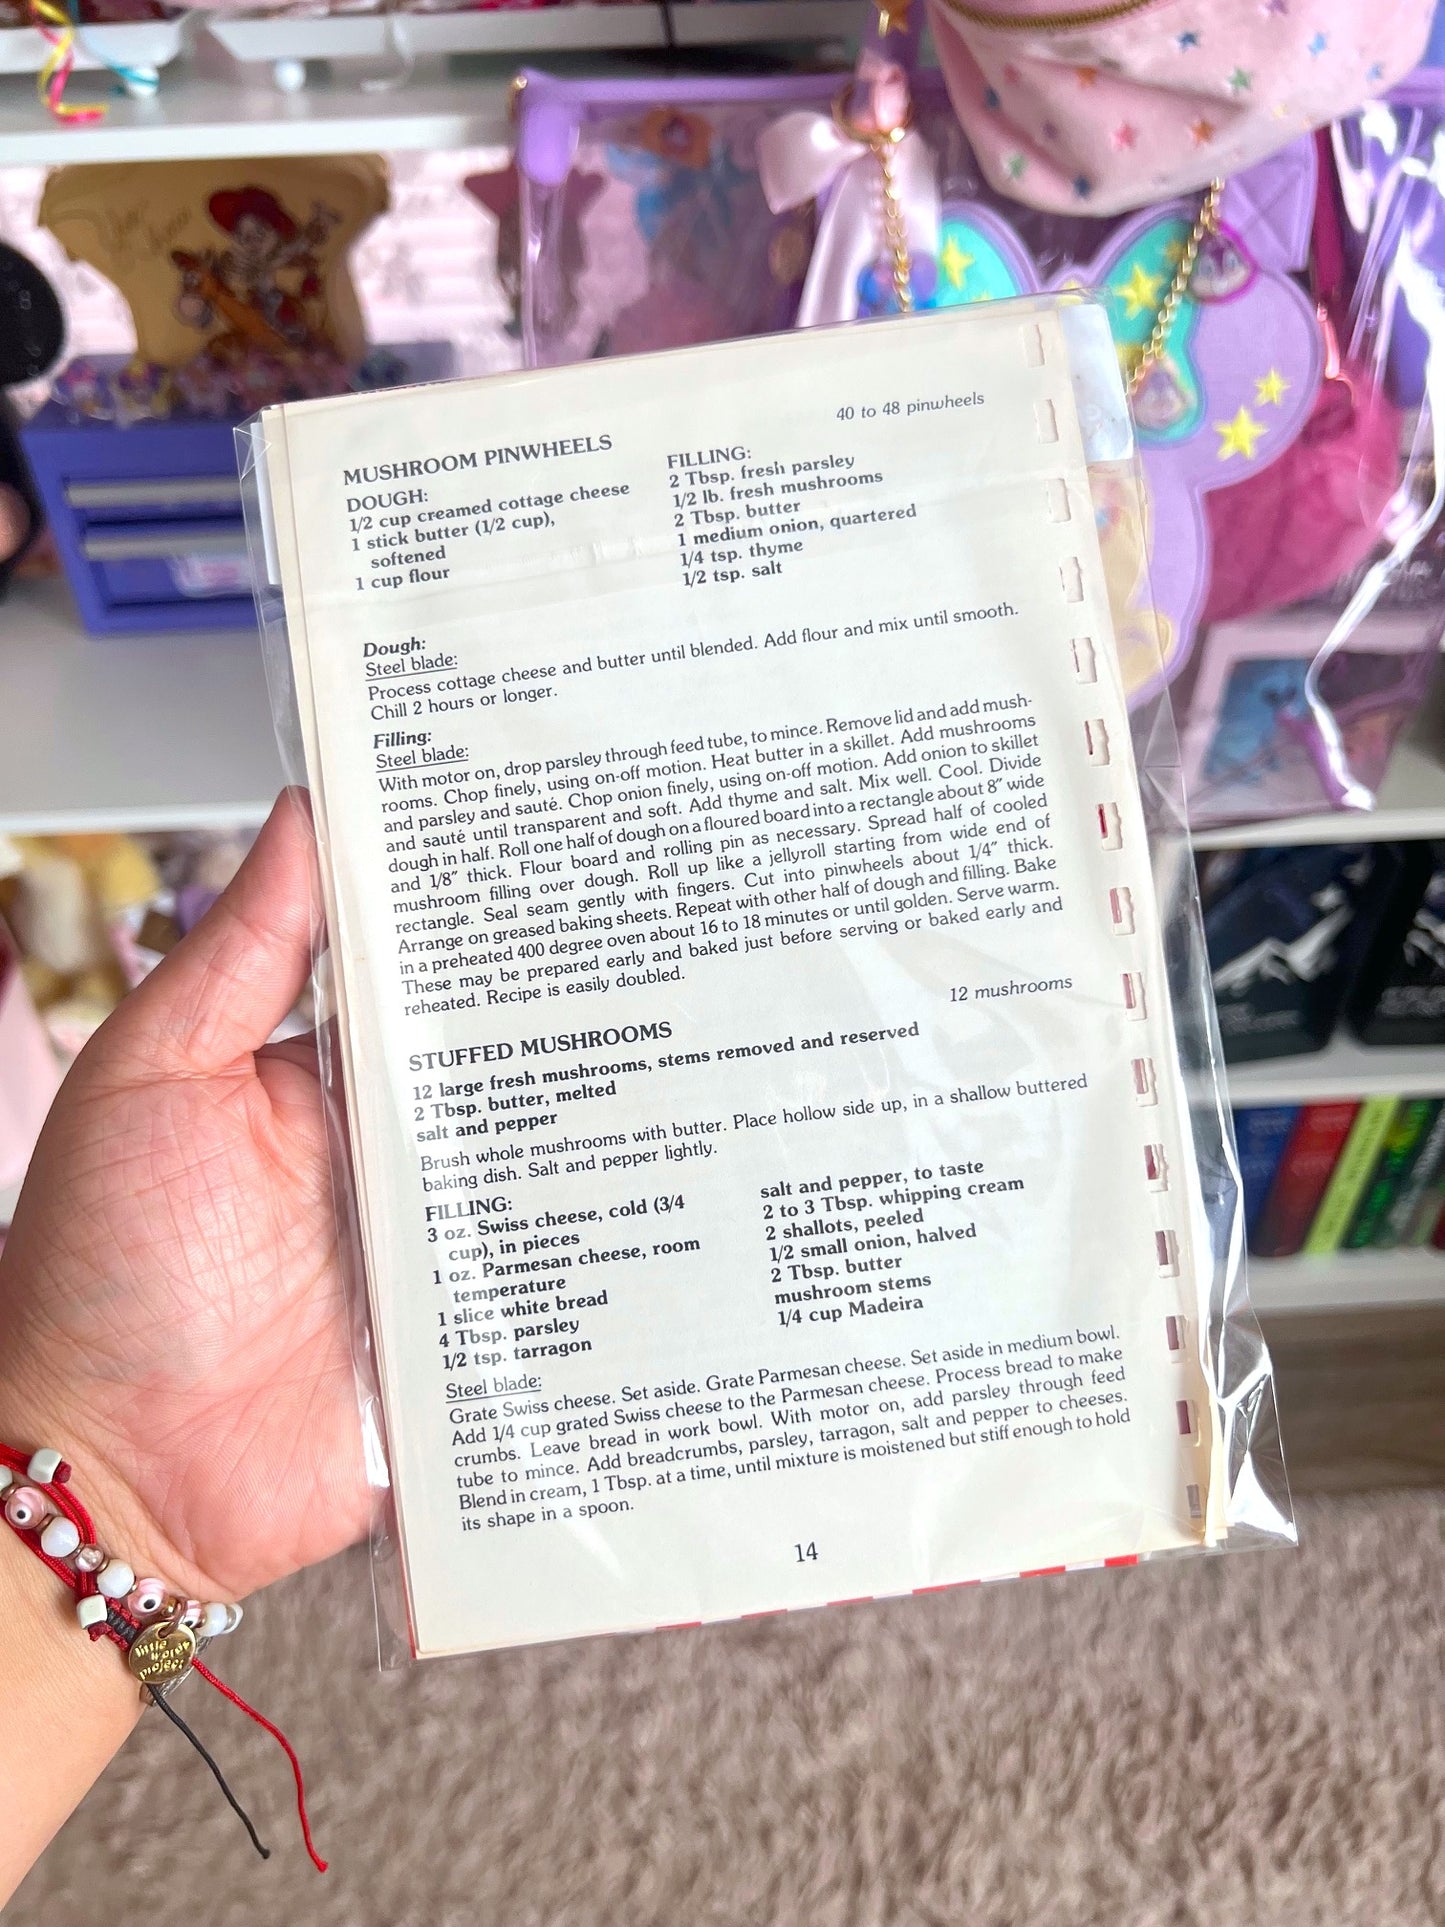 40 to 48 pinwheels
MUSHROOM PINWHEELS
DOUGH:
1/2 cup creamed cottage cheese
1 stick butter (1/2 cup),
softened
1 cup flour
FILLING:
2 Tbsp. fresh parsley
1/2 lb. fresh mushrooms
2 Tbsp. butter
1 medium onion, quartered
1/4 tsp. thyme
1/2 tsp. salt
Dough:
Steel blade:
Process cottage cheese and butter until blended. Add flour and mix until smooth.
Chill 2 hours or longer.
Filling:
Steel blade:
With motor on, drop parsley through feed tube, to mince. Remove lid and add mush-
rooms. Chop finely, using on-off motion. Heat butter in a skillet. Add mushrooms
and parsley and sauté. Chop onion finely, using on-off motion. Add onion to skillet
and sauté until transparent and soft. Add thyme and salt. Mix well. Cool. Divide
dough in half. Roll one half of dough on a floured board into a rectangle about 8″ wide
and 1/8″ thick. Flour board and rolling pin as necessary. Spread half of cooled
mushroom filling over dough. Roll up like a jellyroll starting from wide end of
rectangle. Seal seam gently with fingers. Cut into pinwheels about 1/4″ thick.
Arrange on greased baking sheets. Repeat with other half of dough and filling. Bake
in a preheated 400 degree oven about 16 to 18 minutes or until golden. Serve warm.
These may be prepared early and baked just before serving or baked early and
reheated. Recipe is easily doubled.
12 mushrooms
STUFFED MUSHROOMS
12 large fresh mushrooms, stems removed and reserved
2 Tbsp. butter, melted
salt and pepper
Brush whole mushrooms with butter. Place hollow side up, in a shallow buttered
baking dish. Salt and pepper lightly.
FILLING:
3 oz. Swiss cheese, cold (3/4
cup), in pieces
1 oz. Parmesan cheese, room
temperature
1 slice white bread
4 Tbsp. parsley
1/2 tsp. tarragon
salt and pepper, to taste
2 to 3 Tbsp. whipping cream
2 shallots, peeled
1/2 small onion, halved
2 Tbsp. butter
mushroom stems
1/4 cup Madeira
Steel blade:
Grate Swiss cheese. Set aside. Grate Parmesan cheese. Set aside in medium bowl.
Add 1/4 cup grated Swiss cheese to the Parmesan cheese. Process bread to make
crumbs. Leave bread in work bowl. With motor on, add parsley through feed
tube to mince. Add breadcrumbs, parsley, tarragon, salt and pepper to cheeses.
Blend in cream, 1 Tbsp. at a time, until mixture is moistened but stiff enough to hold
its shape in a spoon.
14
little
words
project